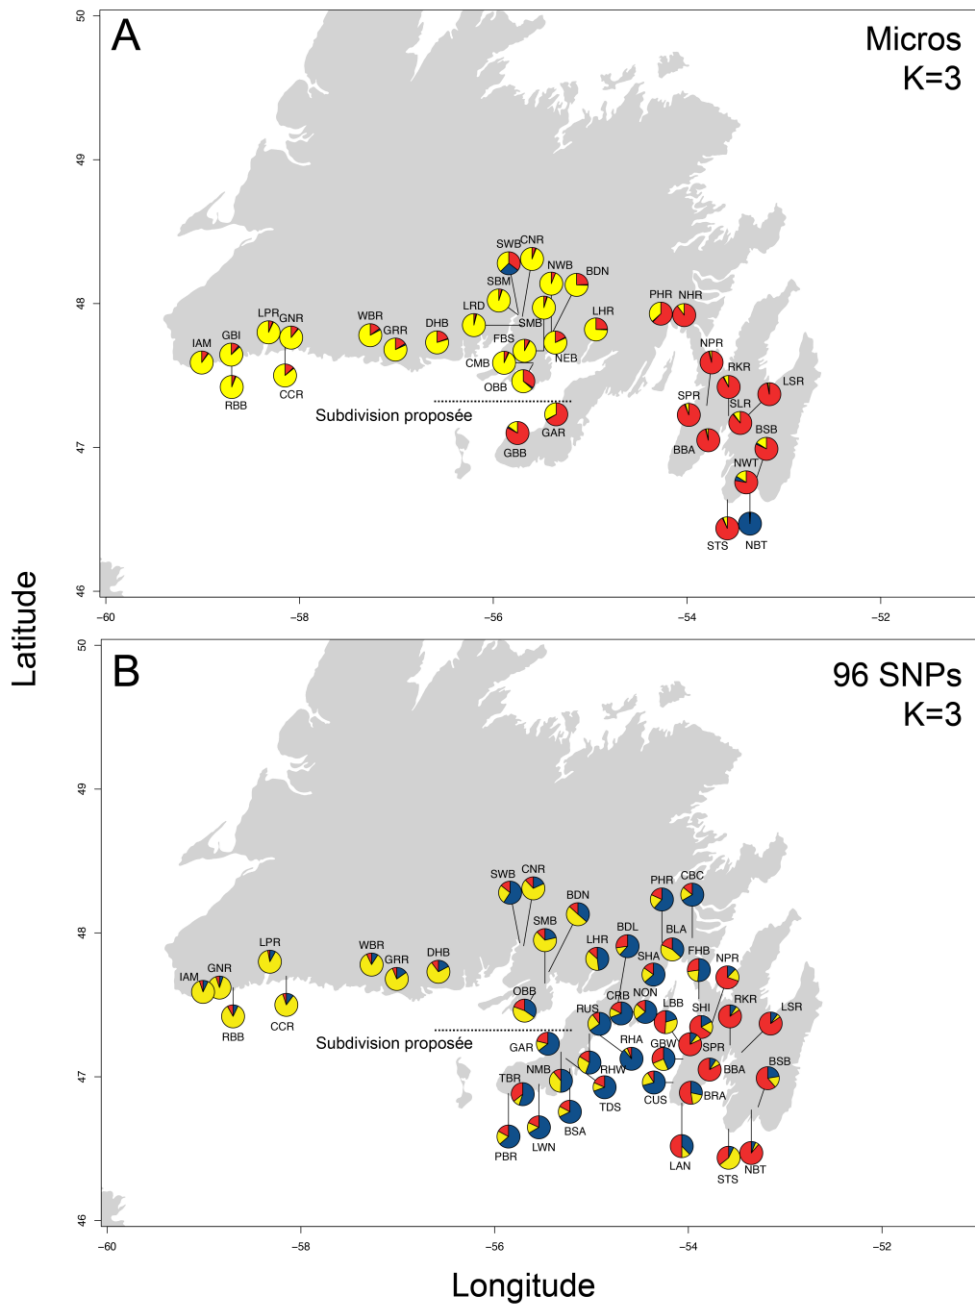 A
Micros
K=3
50
49
48
47
46
CNR
SWB
NWB
BDN
SBM
LRD
SMB
LHR
PHR
NHR
LPR
GNR
WBR
GRR
DHB
FBS
NEB
IAM
GBI
CMB
NPR
RKR
LSR
RBB
CCR
OBB
SPR
SLR
Subdivision proposée
GAR
BSB
GBB
BBA
NWT
STS
NBT
-60
-58
-56
-54
-52
Latitude
B
96 SNPs
K=3
50
49
48
47
46
CNR
SWB
BDN
PHR
CBC
SMB
BDL
BLA
LPR
WBR
GRR
DHB
LHR
SHA
FHB
NPR
IAM
GNR
OBB
CRB
NON
LBB
SHI
RKR
LSR
RBB
CCR
RUS
Subdivision proposée
GAR
RHA
GBW
SPR
BBA
BSB
NMB
RHW
TBR
TDS
CUS
BRA
BSA
PBR
LWN
LAN
STS
NBT
-60
-58
-56
-54
-52
Longitude